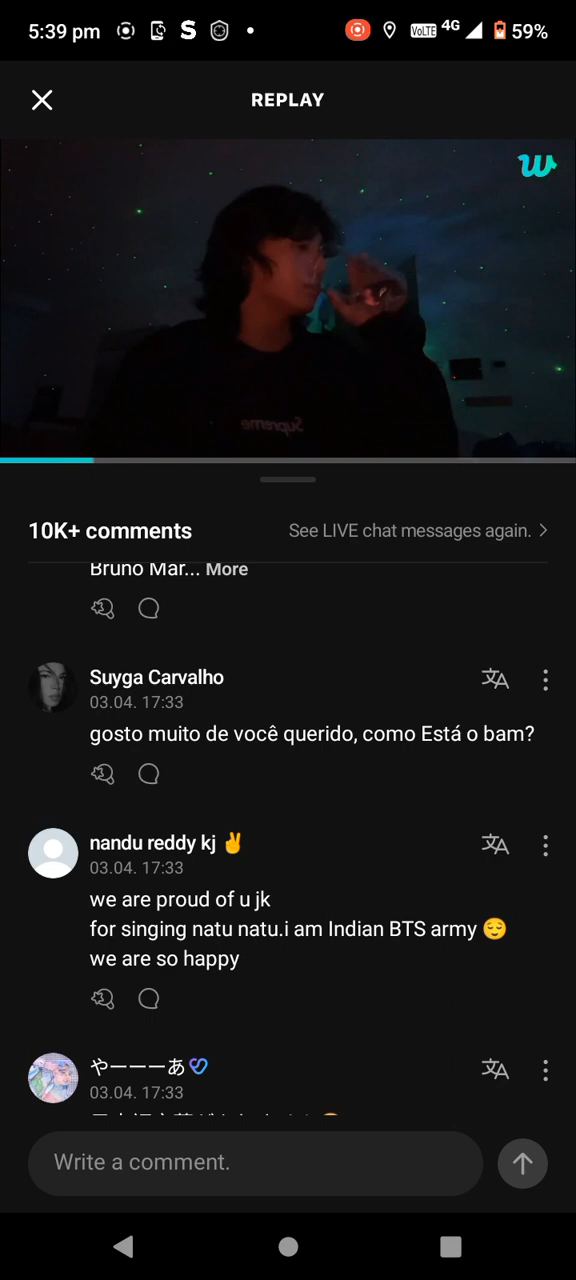 5:39 pm
S
VoLTE 4G 59%
REPLAY
w
Supreme
10K+ comments
See LIVE chat messages again.
Bruno Mar... More
Suyga Carvalho
03.04. 17:33
gosto muito de você querido, como Está o bam?
nandu reddy kj ✌️
03.04. 17:33
we are proud of u jk
for singing natu natu.i am Indian BTS army 😌
we are so happy
やーーーあ
03.04. 17:33
Write a comment.